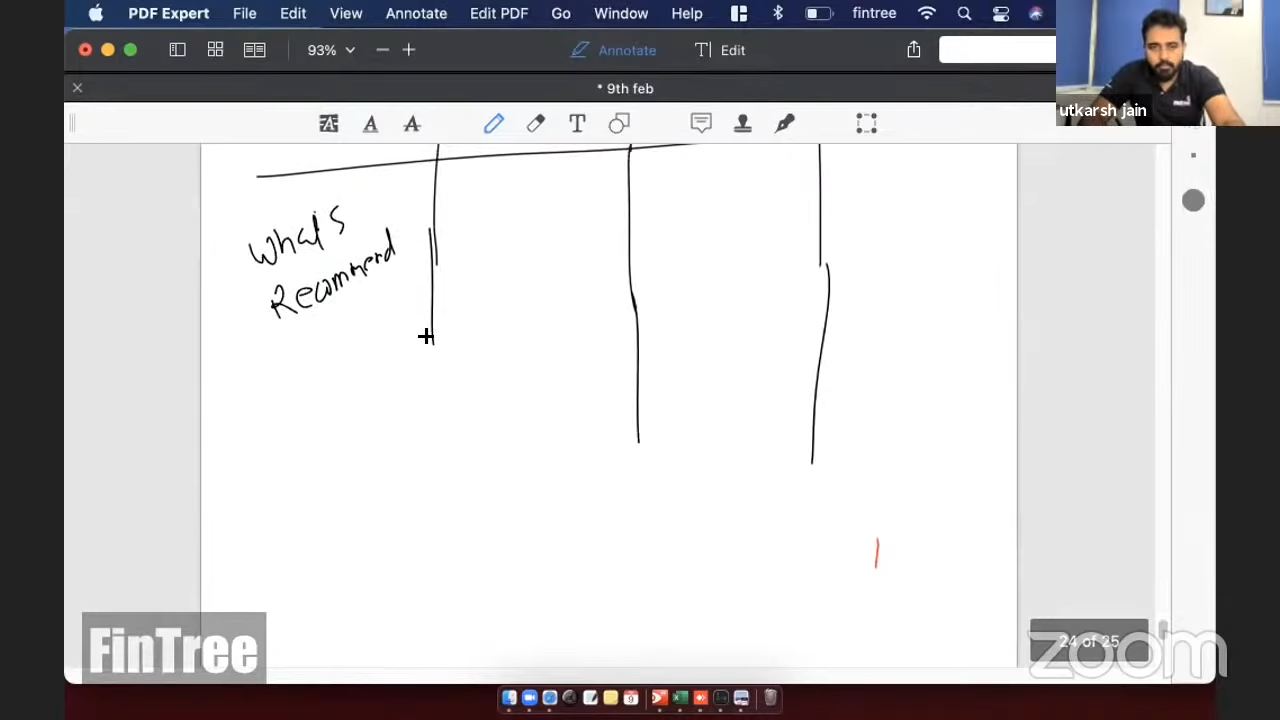 PDF Expert File Edit View Annotate Edit PDF Go Window Help fintree
93% Annotate T| Edit
* 9th feb
utkarsh jain
What's
Recommend
24 of 25
FinTree
zoom